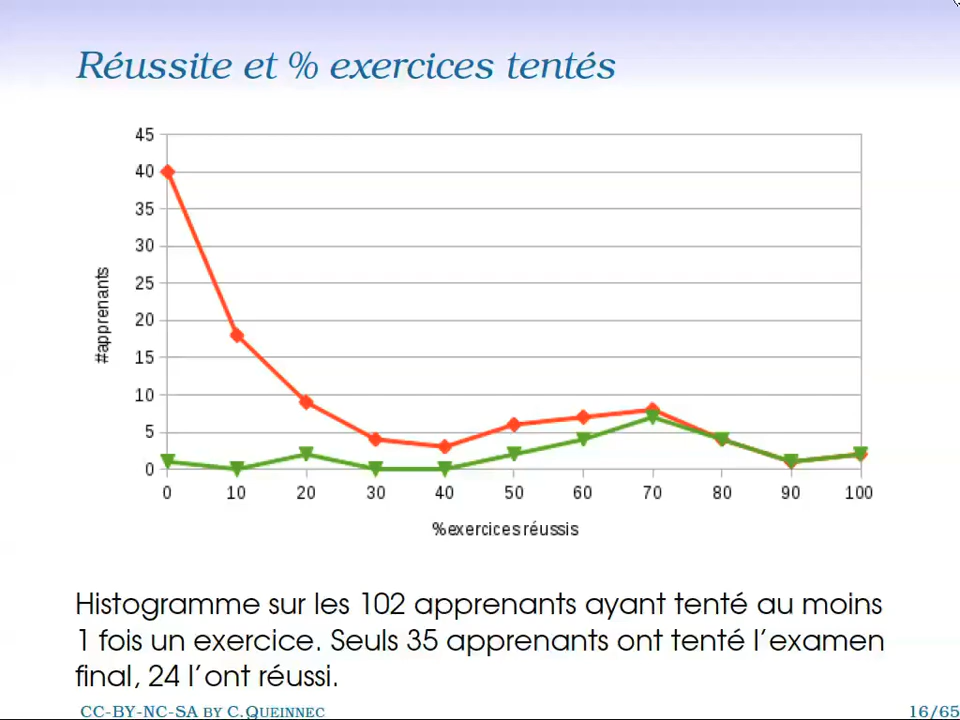 Réussite et % exercices tentés
45
40
35
30
25
20
15
10
5
0
#apprenants
0 10 20 30 40 50 60 70 80 90 100
%exercices réussis
Histogramme sur les 102 apprenants ayant tenté au moins
1 fois un exercice. Seuls 35 apprenants ont tenté l'examen
final, 24 l'ont réussi.
CC-BY-NC-SA BY C.QUEINNEC 16/65